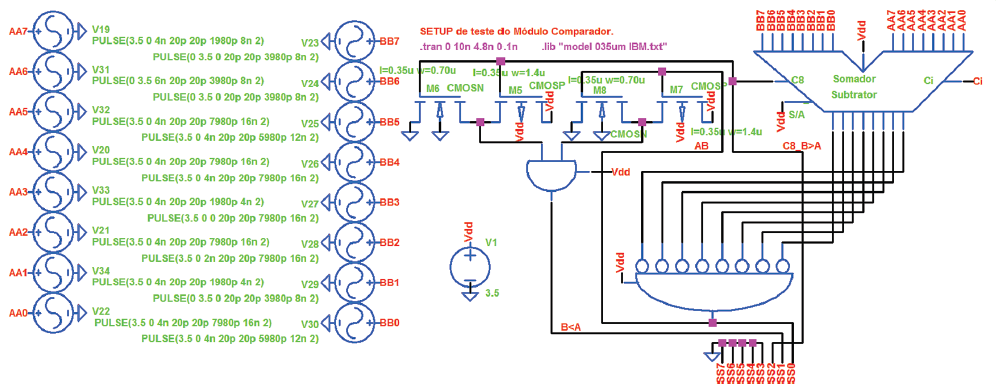 SETUP de teste do Módulo Comparador.
.tran 0 10n 4.8n 0.1n .lib "model 035um IBM.txt"
AA7
V19
PULSE(3.5 0 4n 20p 20p 1980p 8n 2)
AA6
V31
PULSE(3.5 0 6n 20p 20p 3980p 8n 2)
AA5
V32
PULSE(3.5 0 4n 20p 20p 7980p 16n 2)
AA4
V20
PULSE(3.5 0 4n 20p 20p 7980p 16n 2)
AA3
V33
PULSE(3.5 0 4n 20p 20p 1980p 4n 2)
AA2
V21
PULSE(3.5 0 4n 20p 20p 7980p 16n 2)
AA1
V34
PULSE(3.5 0 4n 20p 20p 1980p 4n 2)
AA0
V22
PULSE(3.5 0 4n 20p 20p 7980p 16n 2)
V23
BB7
PULSE(0 3.5 0 20p 20p 3980p 8n 2)
V24
BB6
PULSE(0 3.5 4n 20p 20p 3980p 8n 2)
V25
BB5
PULSE(3.5 0 4n 20p 20p 5980p 12n 2)
V26
BB4
PULSE(3.5 0 4n 20p 20p 7980p 16n 2)
V27
BB3
PULSE(3.5 0 0 20p 20p 7980p 16n 2)
V28
BB2
PULSE(3.5 0 2n 20p 20p 7980p 16n 2)
V29
BB1
PULSE(0 3.5 0 20p 20p 3980p 8n 2)
V30
BB0
PULSE(3.5 0 4n 20p 20p 5980p 12n 2)
l=0.35u w=0.70u
M6
CMOSN
l=0.35u w=1.4u
M5
CMOSP
Vdd
Vdd
l=0.35u w=0.70u
M8
CMOSN
M7
CMOSP
Vdd
Vdd
l=0.35u w=1.4u
Vdd
AB
C8_B>A
B<A
Vdd
V1
3.5
Vdd
BB7
BB6
BB5
BB4
BB3
BB2
BB1
BB0
Vdd
AA7
AA6
AA5
AA4
AA3
AA2
AA1
AA0
C8
Somador
Subtrator
Ci
Ci
S/A
Vdd
SS7
SS6
SS5
SS4
SS3
SS2
SS1
SS0